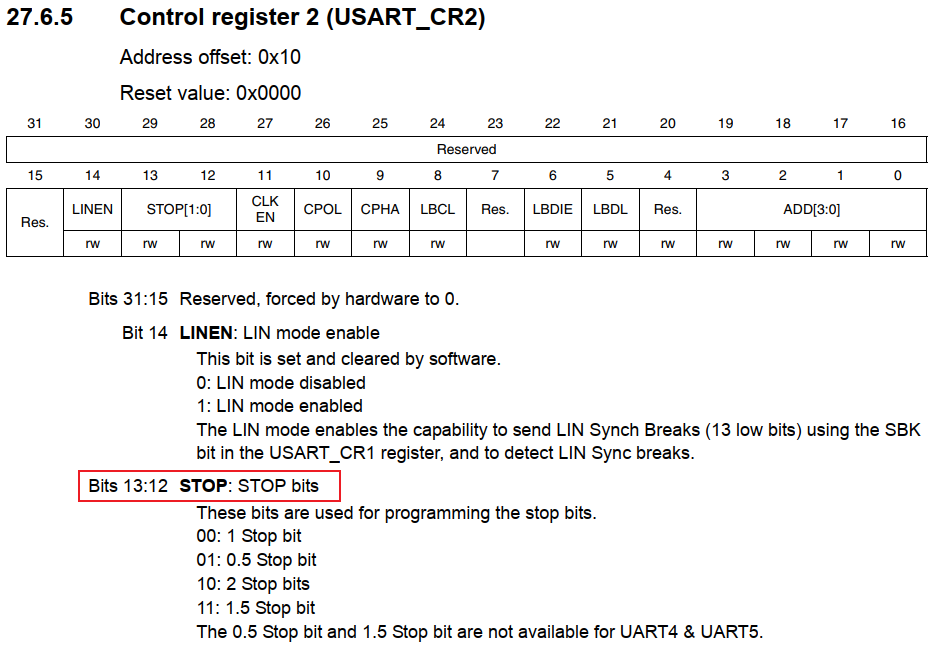 27.6.5 Control register 2 (USART_CR2)
Address offset: 0x10
Reset value: 0x0000
31 30 29 28 27 26 25 24 23 22 21 20 19 18 17 16
Reserved
15 14 13 12 11 10 9 8 7 6 5 4 3 2 1 0
Res. LINEN STOP[1:0] CLK EN CPOL CPHA LBCL Res. LBDIE LBDL Res. ADD[3:0]
rw rw rw rw rw rw rw rw rw rw rw rw rw
Bits 31:15 Reserved, forced by hardware to 0.
Bit 14 LINEN: LIN mode enable
This bit is set and cleared by software.
0: LIN mode disabled
1: LIN mode enabled
The LIN mode enables the capability to send LIN Synch Breaks (13 low bits) using the SBK
bit in the USART_CR1 register, and to detect LIN Sync breaks.
Bits 13:12 STOP: STOP bits
These bits are used for programming the stop bits.
00: 1 Stop bit
01: 0.5 Stop bit
10: 2 Stop bits
11: 1.5 Stop bit
The 0.5 Stop bit and 1.5 Stop bit are not available for UART4 & UART5.